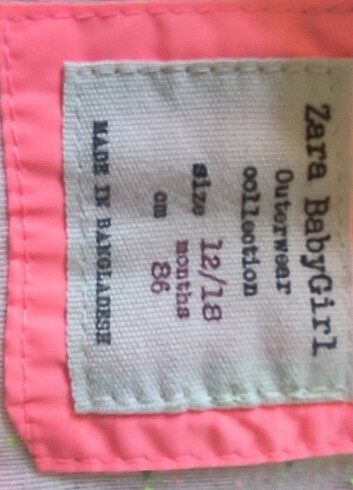 Zara BabyGirl
Outerwear
collection
size 12/18
months
cm 86
MADE IN BANGLADESH